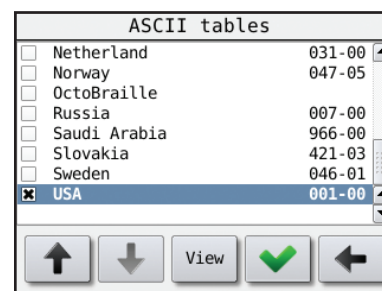 ASCII tables
Netherland 031-00
Norway 047-05
OctoBraille
Russia 007-00
Saudi Arabia 966-00
Slovakia 421-03
Sweden 046-01
USA 001-00
View